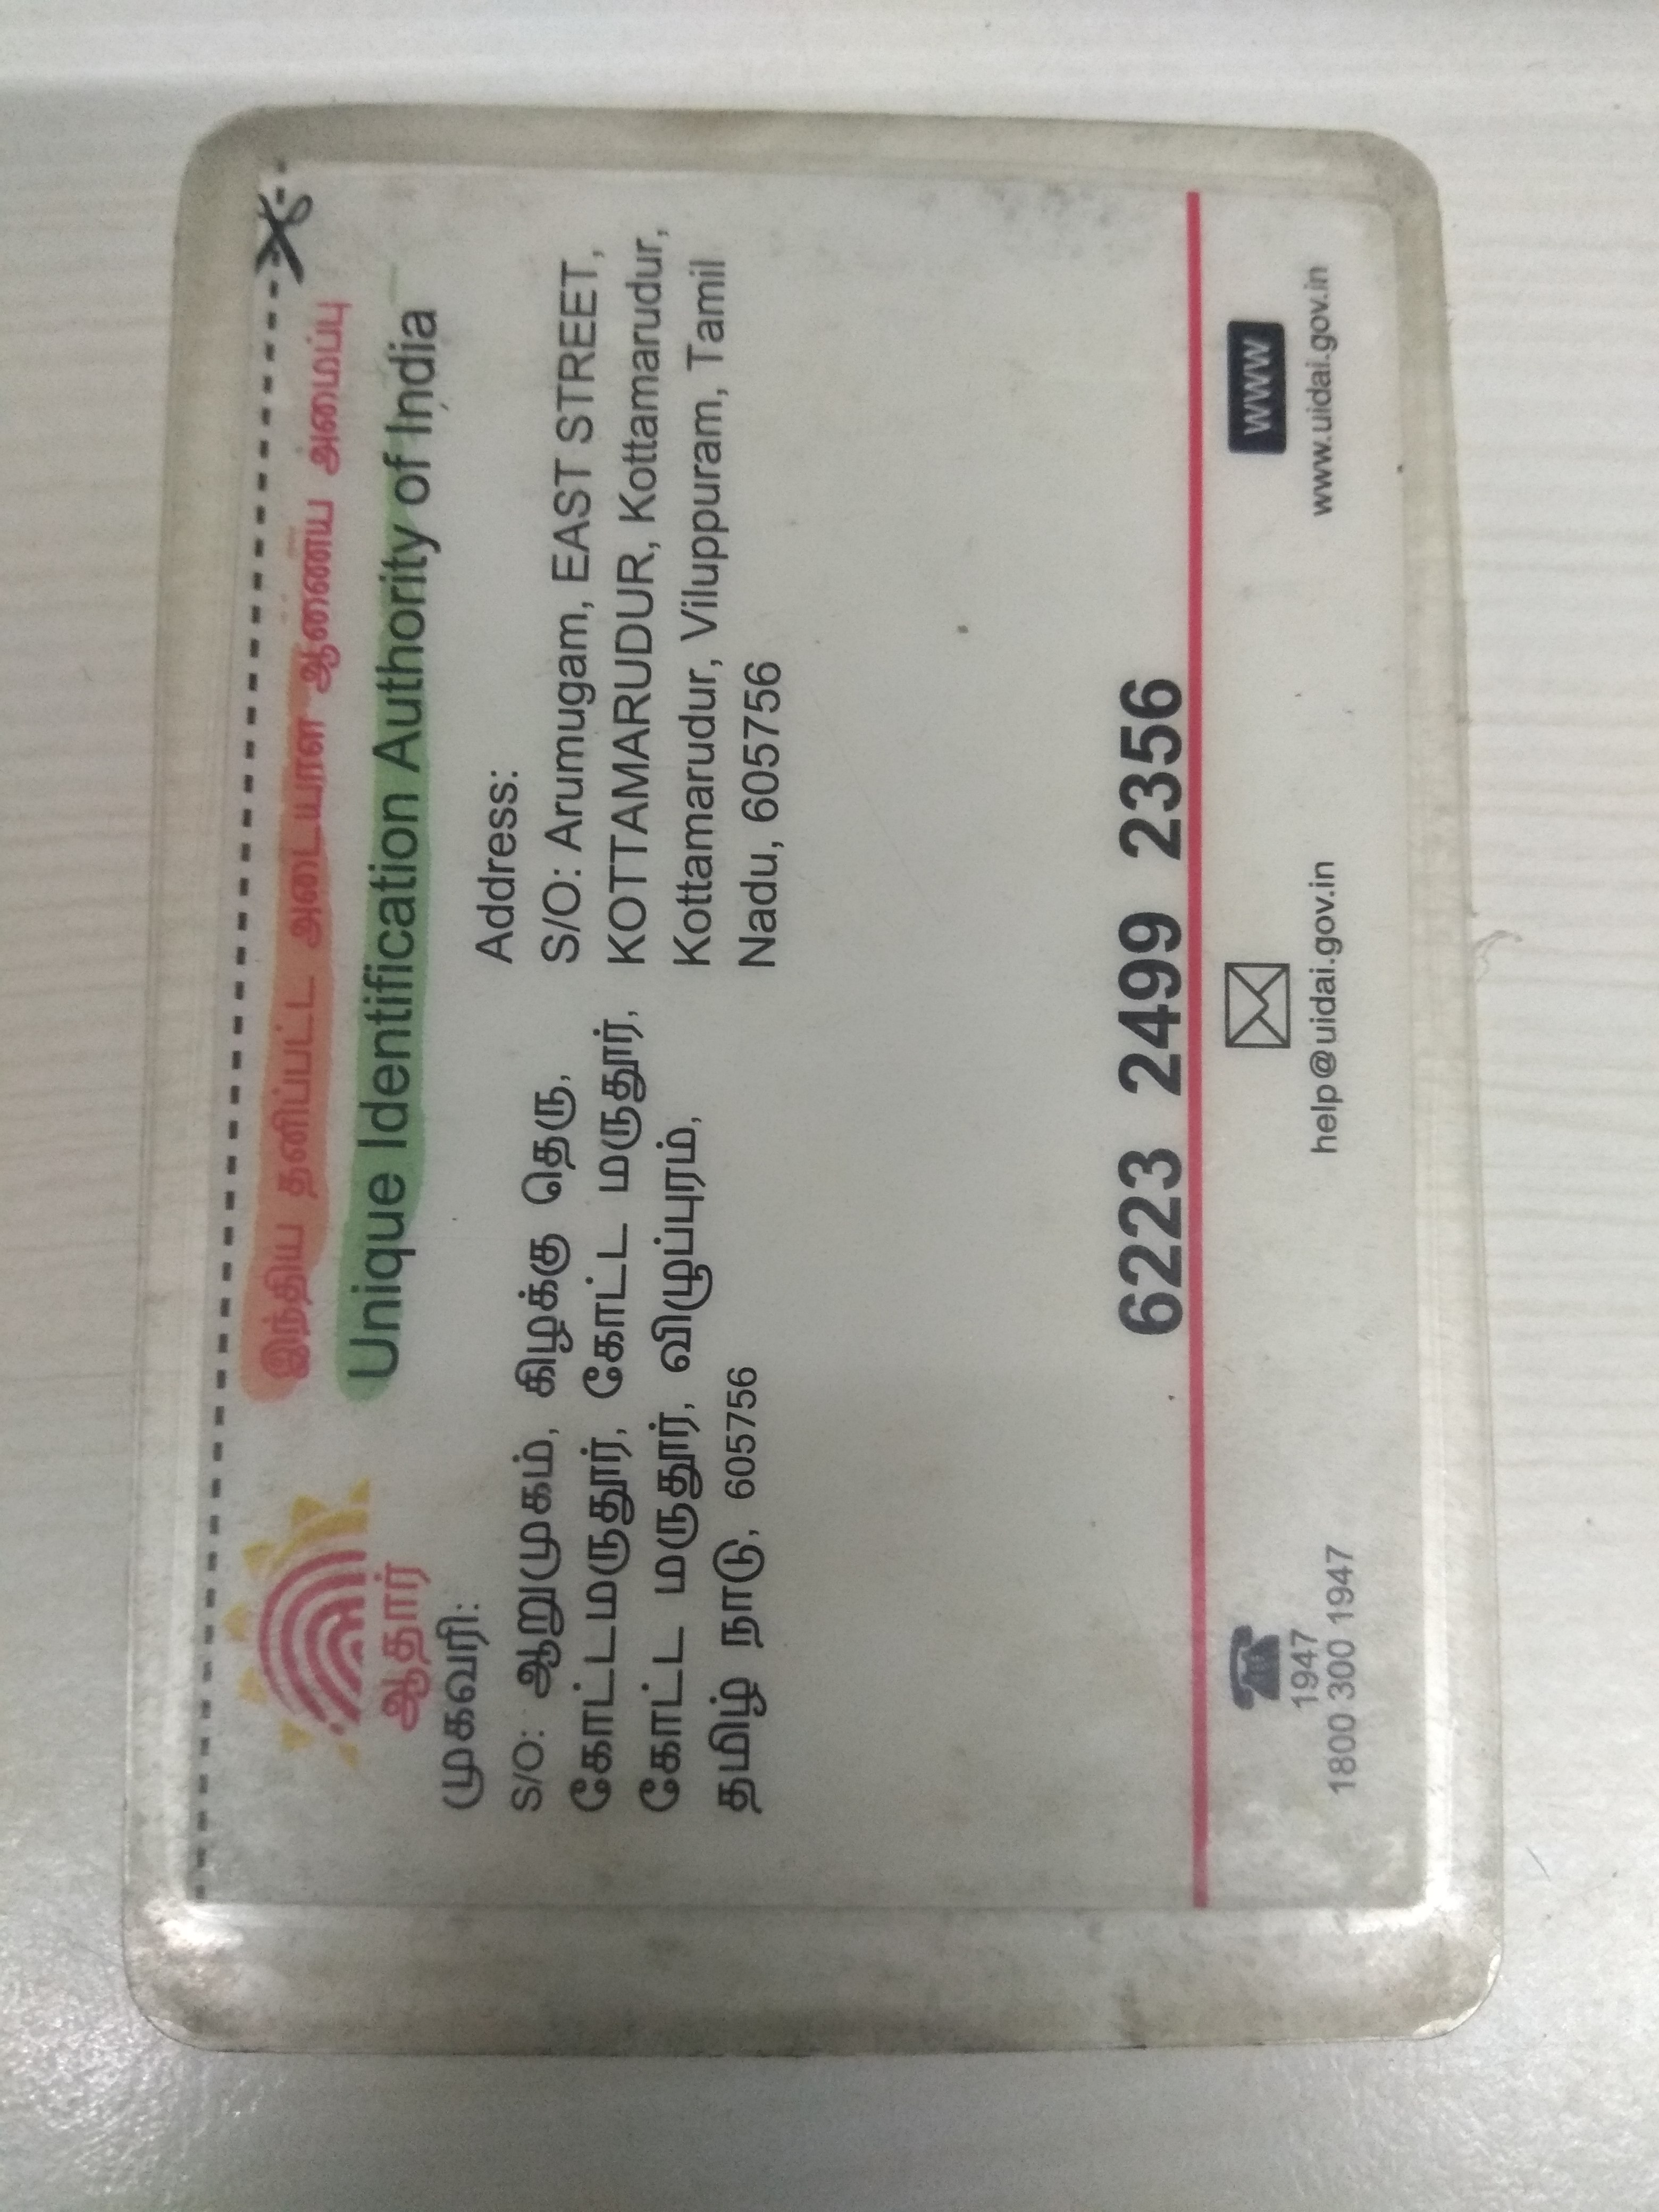 இந்திய தனிப்பட்ட அடையாள ஆணைய அமைப்பு
Unique Identification Authority of India
ஆதார்
முகவரி:
S/O: ஆறுமுகம், கிழக்கு தெரு,
கோட்டமருதூர், கோட்ட மருதூர்,
கோட்ட மருதூர், விழுப்புரம்,
தமிழ் நாடு, 605756
Address:
S/O: Arumugam, EAST STREET,
KOTTAMARUDUR, Kottamarudur,
Kottamarudur, Viluppuram, Tamil
Nadu, 605756
6223 2499 2356
1947
1800 300 1947
help@uidai.gov.in
WWW
www.uidai.gov.in